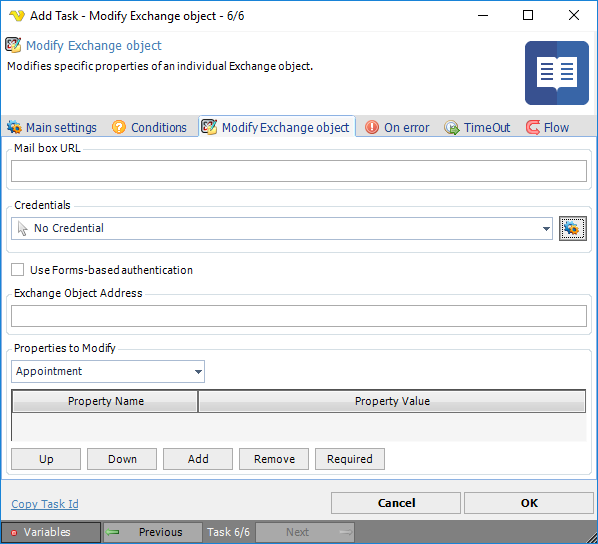 Add Task - Modify Exchange object - 6/6
Modify Exchange object
Modifies specific properties of an individual Exchange object.
Main settings Conditions Modify Exchange object On error TimeOut Flow
Mail box URL
Credentials
No Credential
Use Forms-based authentication
Exchange Object Address
Properties to Modify
Appointment
Property Name Property Value
Up Down Add Remove Required
Copy Task Id Cancel OK
Variables Previous Task 6/6 Next